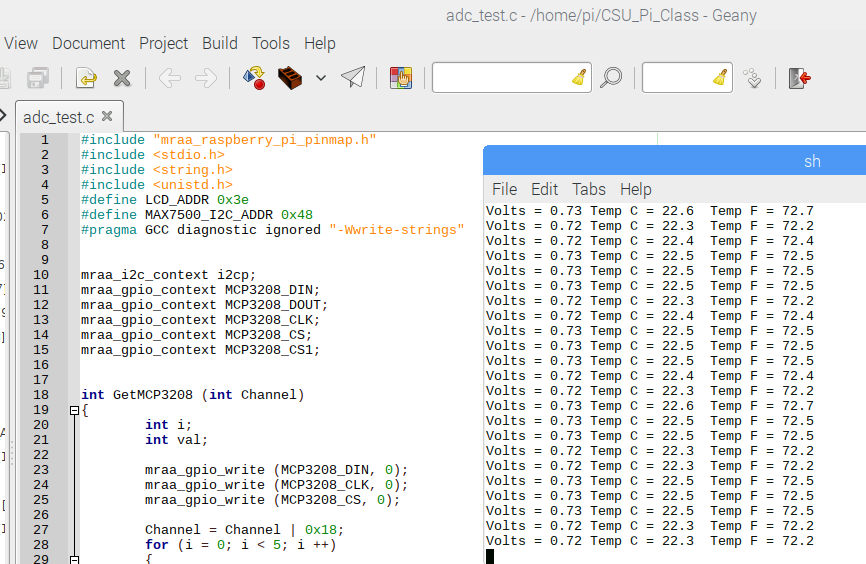 adc_test.c - /home/pi/CSU_Pi_Class - Geany
View Document Project Build Tools Help
adc_test.c
1 #include "mraa_raspberry_pi_pinmap.h"
2 #include <stdio.h>
3 #include <string.h>
4 #include <unistd.h>
5 #define LCD_ADDR 0x3e
6 #define MAX7500_I2C_ADDR 0x48
7 #pragma GCC diagnostic ignored "-Wwrite-strings"
8
9
10 mraa_i2c_context i2cp;
11 mraa_gpio_context MCP3208_DIN;
12 mraa_gpio_context MCP3208_DOUT;
13 mraa_gpio_context MCP3208_CLK;
14 mraa_gpio_context MCP3208_CS;
15 mraa_gpio_context MCP3208_CS1;
16
17
18 int GetMCP3208 (int Channel)
19 {
20 int i;
21 int val;
22
23 mraa_gpio_write (MCP3208_DIN, 0);
24 mraa_gpio_write (MCP3208_CLK, 0);
25 mraa_gpio_write (MCP3208_CS, 0);
26
27 Channel = Channel | 0x18;
28 for (i = 0; i < 5; i ++)
29 {
sh
File Edit Tabs Help
Volts = 0.73 Temp C = 22.6 Temp F = 72.7
Volts = 0.72 Temp C = 22.3 Temp F = 72.2
Volts = 0.72 Temp C = 22.4 Temp F = 72.4
Volts = 0.73 Temp C = 22.5 Temp F = 72.5
Volts = 0.73 Temp C = 22.5 Temp F = 72.5
Volts = 0.73 Temp C = 22.5 Temp F = 72.5
Volts = 0.72 Temp C = 22.3 Temp F = 72.2
Volts = 0.72 Temp C = 22.4 Temp F = 72.4
Volts = 0.73 Temp C = 22.5 Temp F = 72.5
Volts = 0.73 Temp C = 22.5 Temp F = 72.5
Volts = 0.73 Temp C = 22.5 Temp F = 72.5
Volts = 0.72 Temp C = 22.4 Temp F = 72.4
Volts = 0.72 Temp C = 22.3 Temp F = 72.2
Volts = 0.73 Temp C = 22.6 Temp F = 72.7
Volts = 0.73 Temp C = 22.5 Temp F = 72.5
Volts = 0.73 Temp C = 22.5 Temp F = 72.5
Volts = 0.72 Temp C = 22.3 Temp F = 72.2
Volts = 0.72 Temp C = 22.3 Temp F = 72.2
Volts = 0.73 Temp C = 22.5 Temp F = 72.5
Volts = 0.73 Temp C = 22.5 Temp F = 72.5
Volts = 0.73 Temp C = 22.5 Temp F = 72.5
Volts = 0.72 Temp C = 22.3 Temp F = 72.2
Volts = 0.72 Temp C = 22.3 Temp F = 72.2